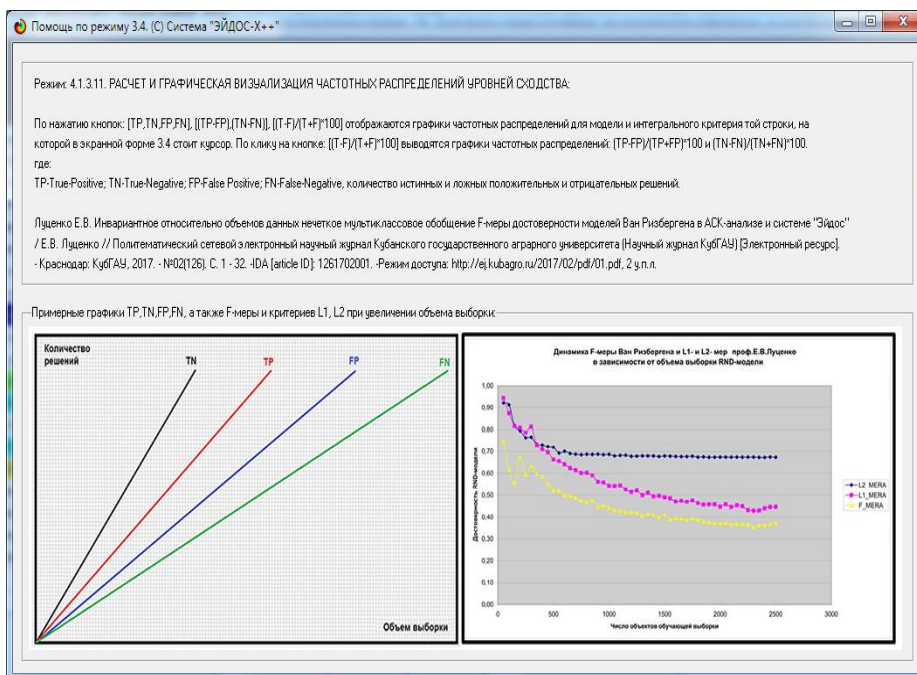 Помощь по режиму 3.4. (C) Система "ЭЙДОС-X++"
Режим: 4.1.3.11. РАСЧЕТ И ГРАФИЧЕСКАЯ ВИЗУАЛИЗАЦИЯ ЧАСТОТНЫХ РАСПРЕДЕЛЕНИЙ УРОВНЕЙ СХОДСТВА:
По нажатию кнопок: [TP,TN,FP,FN], [(TP-FP),(TN-FN)], [(T-F)/(T+F)*100] отображаются графики частотных распределений для модели и интегрального критерия той строки, на
которой в экранной форме 3.4 стоит курсор. По клику на кнопке: [(T-F)/(T+F)*100] выводятся графики частотных распределений: (TP-FP)/(TP+FP)*100 и (TN-FN)/(TN+FN)*100.
где:
TP-True-Positive; TN-True-Negative; FP-False Positive; FN-False-Negative, количество истинных и ложных положительных и отрицательных решений.
Луценко Е.В. Инвариантное относительно объемов данных нечеткое мультиклассовое обобщение F-меры достоверности моделей Ван Ризбергена в АСК-анализе и системе "Эйдос"
/ Е.В. Луценко // Политематический сетевой электронный научный журнал Кубанского государственного аграрного университета (Научный журнал КубГАУ) [Электронный ресурс].
- Краснодар: КубГАУ, 2017. - №02(126). С. 1 - 32. -IDA [article ID]: 1261702001. -Режим доступа: http://ej.kubagro.ru/2017/02/pdf/01.pdf, 2 у.п.л.
Примерные графики TP,TN,FP,FN, а также F-меры и критериев L1, L2 при увеличении объема выборки:
Количество
решений
TN
TP
FP
FN
Объем выборки
Динамика F-меры Ван Ризбергена и L1- и L2- мер проф.Е.В.Луценко
в зависимости от объема выборки RND-модели
Достоверность RND-модели
1,00
0,90
0,80
0,70
0,60
0,50
0,40
0,30
0,20
0,10
0,00
0
500
1000
1500
2000
2500
3000
Число объектов обучающей выборки
L2_MERA
L1_MERA
F_MERA